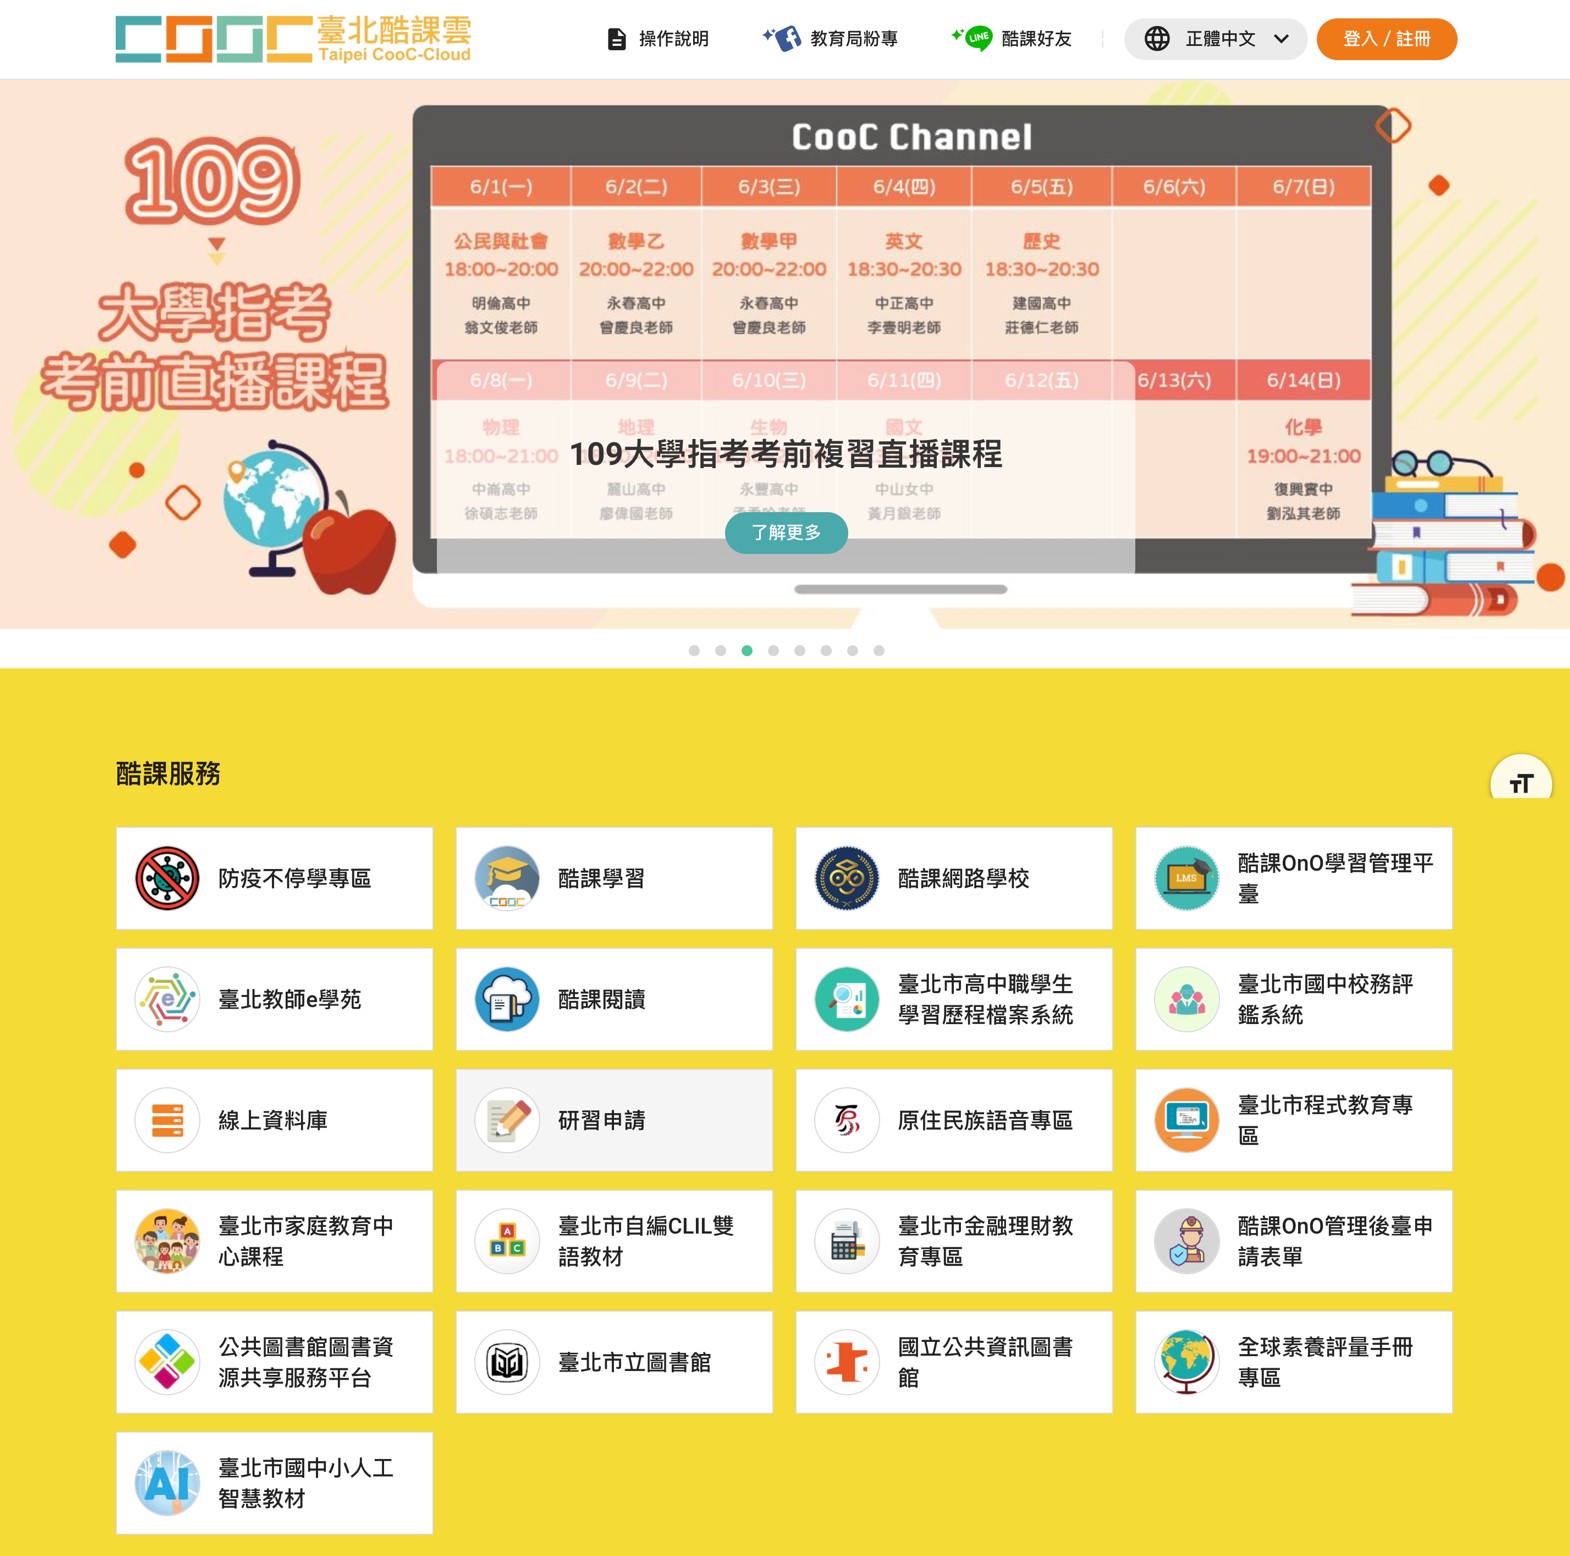 臺北酷課雲
Taipei CooC-Cloud
操作說明
教育局粉專
LINE
酷課好友
正體中文
登入 / 註冊
109
大學指考
考前直播課程
CooC Channel
6/1(一) 6/2(二) 6/3(三) 6/4(四) 6/5(五) 6/6(六) 6/7(日)
公民與社會 數學乙 數學甲 英文 歷史
18:00~20:00 20:00~22:00 20:00~22:00 18:30~20:30 18:30~20:30
明倫高中 永春高中 永春高中 中正高中 建國高中
翁文俊老師 曾慶良老師 曾慶良老師 李壹明老師 莊德仁老師
6/8(一) 6/9(二) 6/10(三) 6/11(四) 6/12(五) 6/13(六) 6/14(日)
物理 地理 生物 國文 化學
18:00~21:00 19:00~21:00
109大學指考考前複習直播課程
中崙高中 麗山高中 永豐高中 中山女中 復興實中
徐碩志老師 廖偉國老師 黃月銀老師 劉泓其老師
了解更多
酷課服務
TT
防疫不停學專區
COOC
酷課學習
酷課網路學校
LMS
酷課OnO學習管理平
臺
e
臺北教師e學苑
酷課閱讀
臺北市高中職學生
學習歷程檔案系統
臺北市國中校務評
鑑系統
線上資料庫
研習申請
原住民族語音專區
臺北市程式教育專
區
臺北市家庭教育中
心課程
A
B C
臺北市自編CLIL雙
語教材
臺北市金融理財教
育專區
酷課OnO管理後臺申
請表單
公共圖書館圖書資
源共享服務平台
臺北市立圖書館
國立公共資訊圖書
館
全球素養評量手冊
專區
AI
臺北市國中小人工
智慧教材